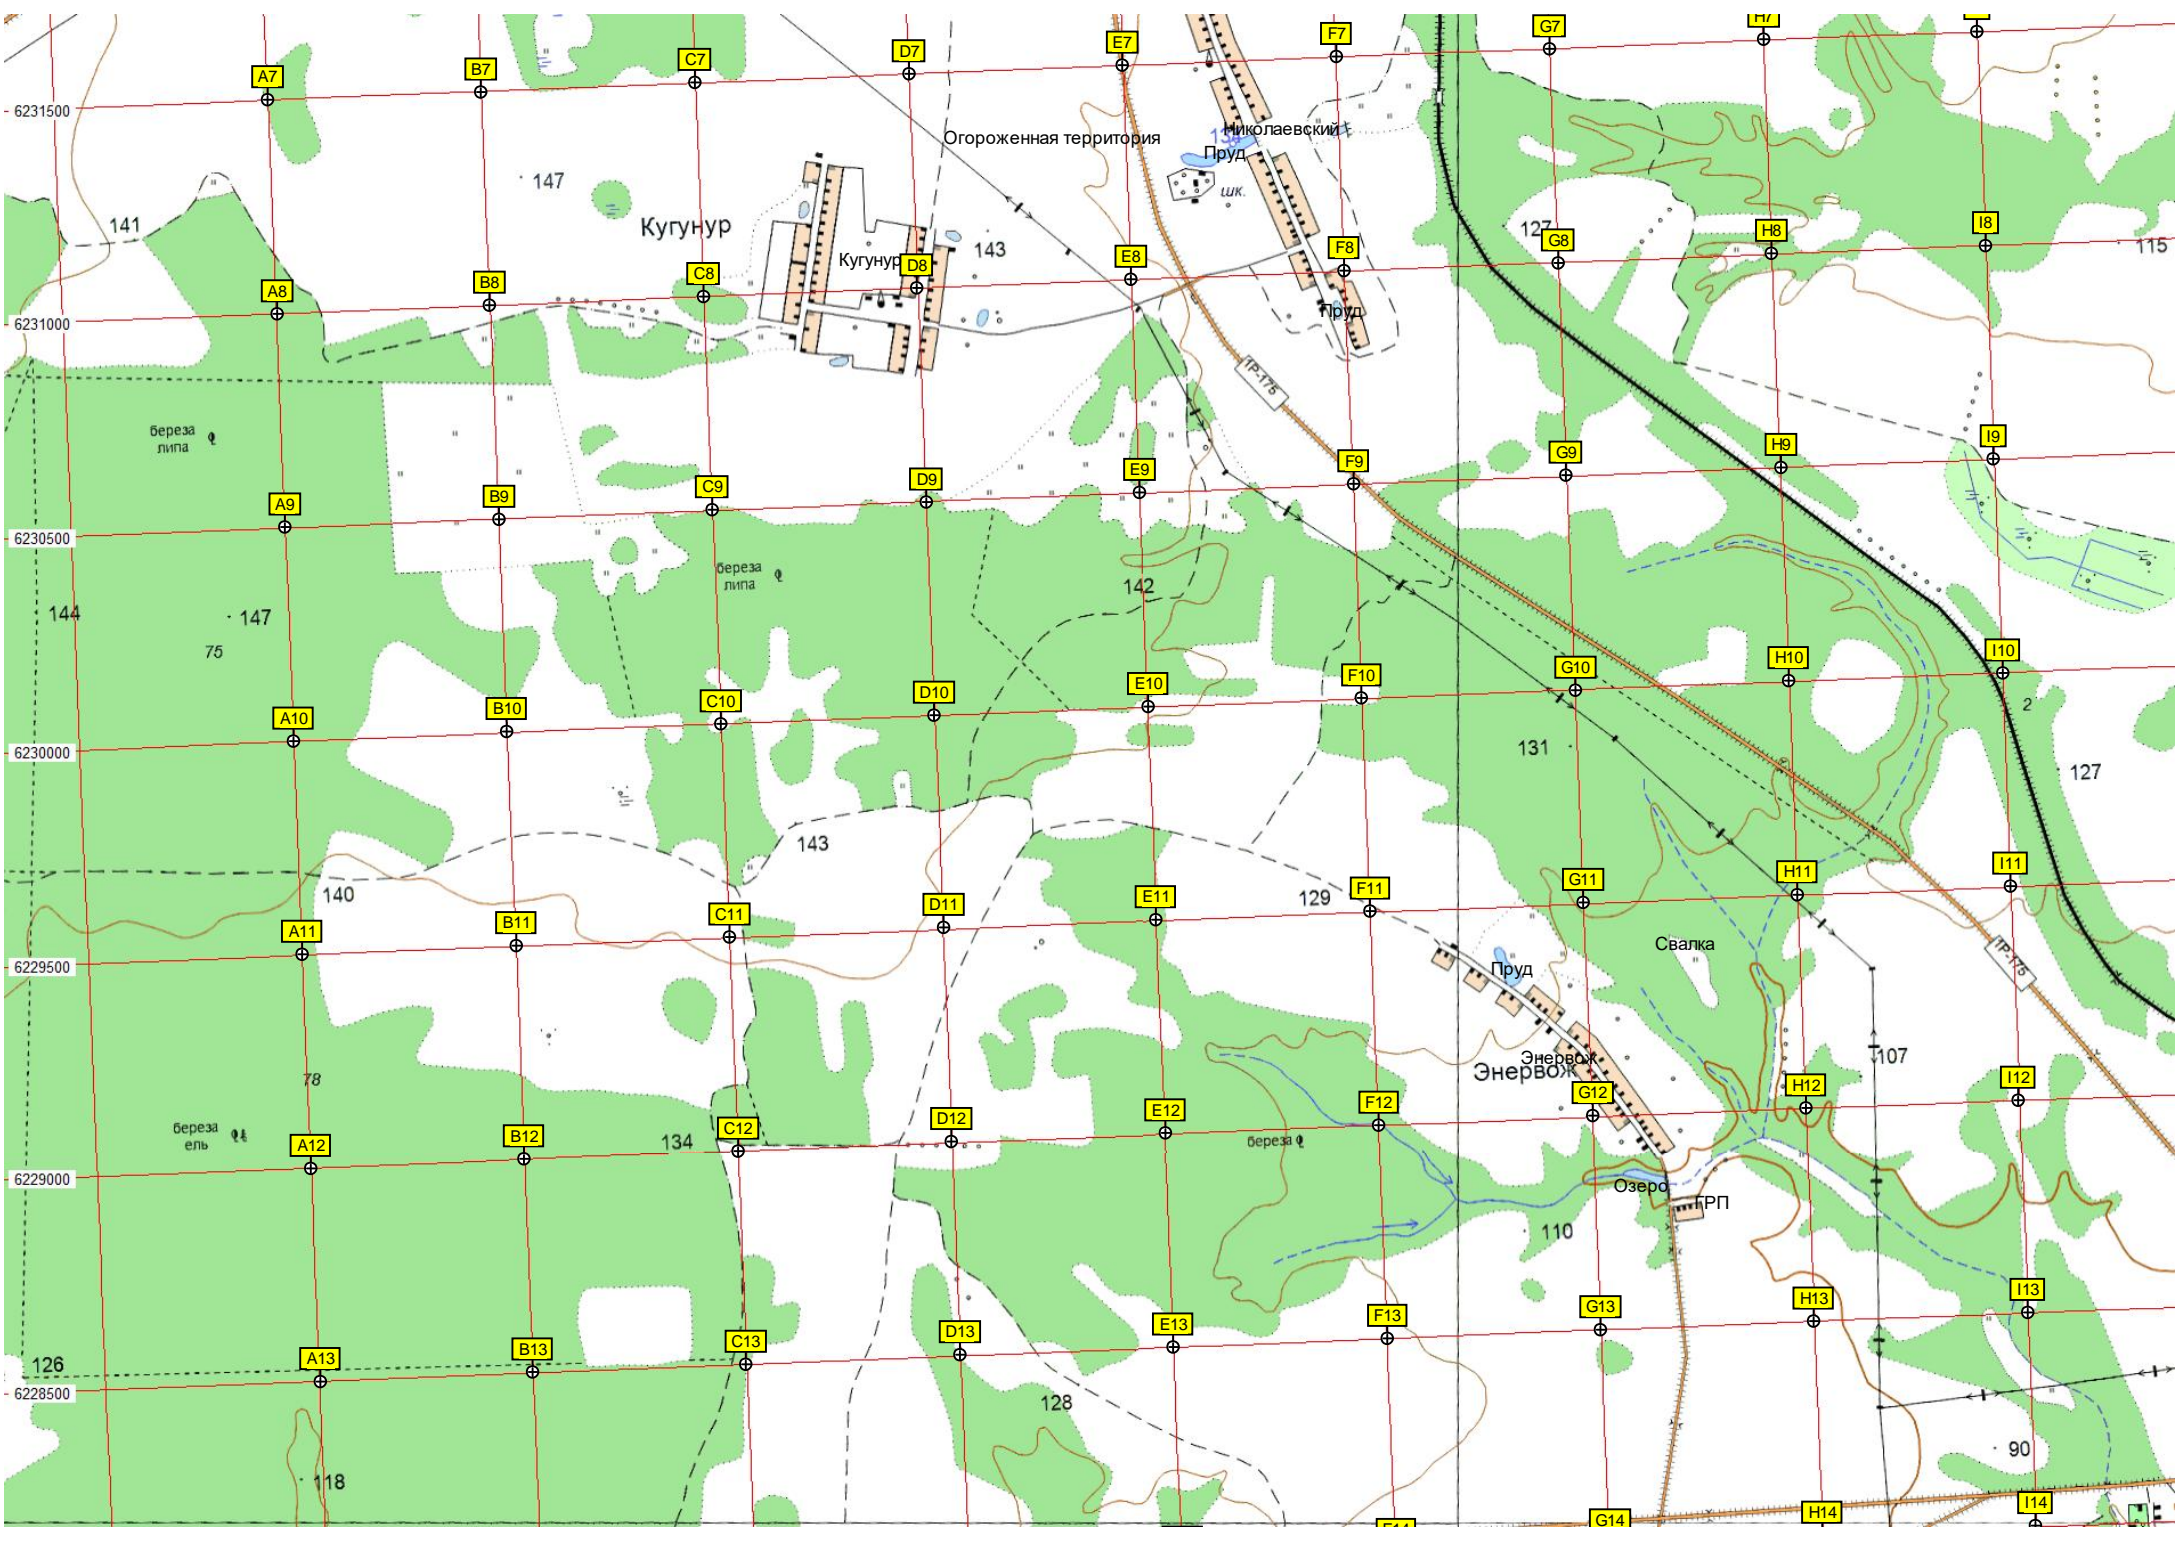 A7
B7
C7
D7
E7
F7
G7
H7
6231500
Огороженная территория
134
Николаевский
Пруд
шк.
147
141
Кугунур
143
127
115
Кугунур
A8
B8
C8
D8
E8
F8
G8
H8
I8
6231000
Пруд
1Р-175
береза
липа
A9
B9
C9
D9
E9
F9
G9
H9
I9
6230500
береза
липа
142
144
147
75
A10
B10
C10
D10
E10
F10
G10
H10
I10
2
6230000
131
127
143
140
129
A11
B11
C11
D11
E11
F11
G11
H11
I11
6229500
Свалка
Пруд
1Р-175
78
Энервож
Энервож
107
A12
B12
C12
D12
E12
F12
G12
H12
I12
береза
ель
134
береза
6229000
Озеро
ГРП
110
A13
B13
C13
D13
E13
F13
G13
H13
I13
126
6228500
128
118
90
F14
G14
H14
I14